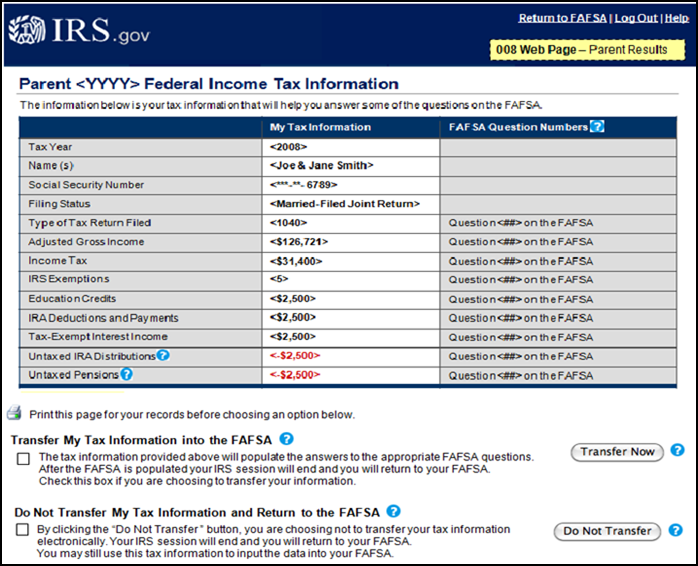 IRS.gov
Return to FAFSA | Log Out | Help
008 Web Page – Parent Results
Parent <YYYY> Federal Income Tax Information
The information below is your tax information that will help you answer some of the questions on the FAFSA.
My Tax Information FAFSA Question Numbers ?
Tax Year <2008>
Name (s) <Joe & Jane Smith>
Social Security Number <***-**- 6789>
Filing Status <Married-Filed Joint Return>
Type of Tax Return Filed <1040> Question <##> on the FAFSA
Adjusted Gross Income <$126,721> Question <##> on the FAFSA
Income Tax <$31,400> Question <##> on the FAFSA
IRS Exemptions <5> Question <##> on the FAFSA
Education Credits <$2,500> Question <##> on the FAFSA
IRA Deductions and Payments <$2,500> Question <##> on the FAFSA
Tax-Exempt Interest Income <$2,500> Question <##> on the FAFSA
Untaxed IRA Distributions ? <-$2,500> Question <##> on the FAFSA
Untaxed Pensions ? <-$2,500> Question <##> on the FAFSA
Print this page for your records before choosing an option below.
Transfer My Tax Information into the FAFSA ?
The tax information provided above will populate the answers to the appropriate FAFSA questions.
After the FAFSA is populated your IRS session will end and you will return to your FAFSA.
Check this box if you are choosing to transfer your information.
Transfer Now ?
Do Not Transfer My Tax Information and Return to the FAFSA ?
By clicking the “Do Not Transfer” button, you are choosing not to transfer your tax information
electronically. Your IRS session will end and you will return to your FAFSA.
You may still use this tax information to input the data into your FAFSA.
Do Not Transfer ?